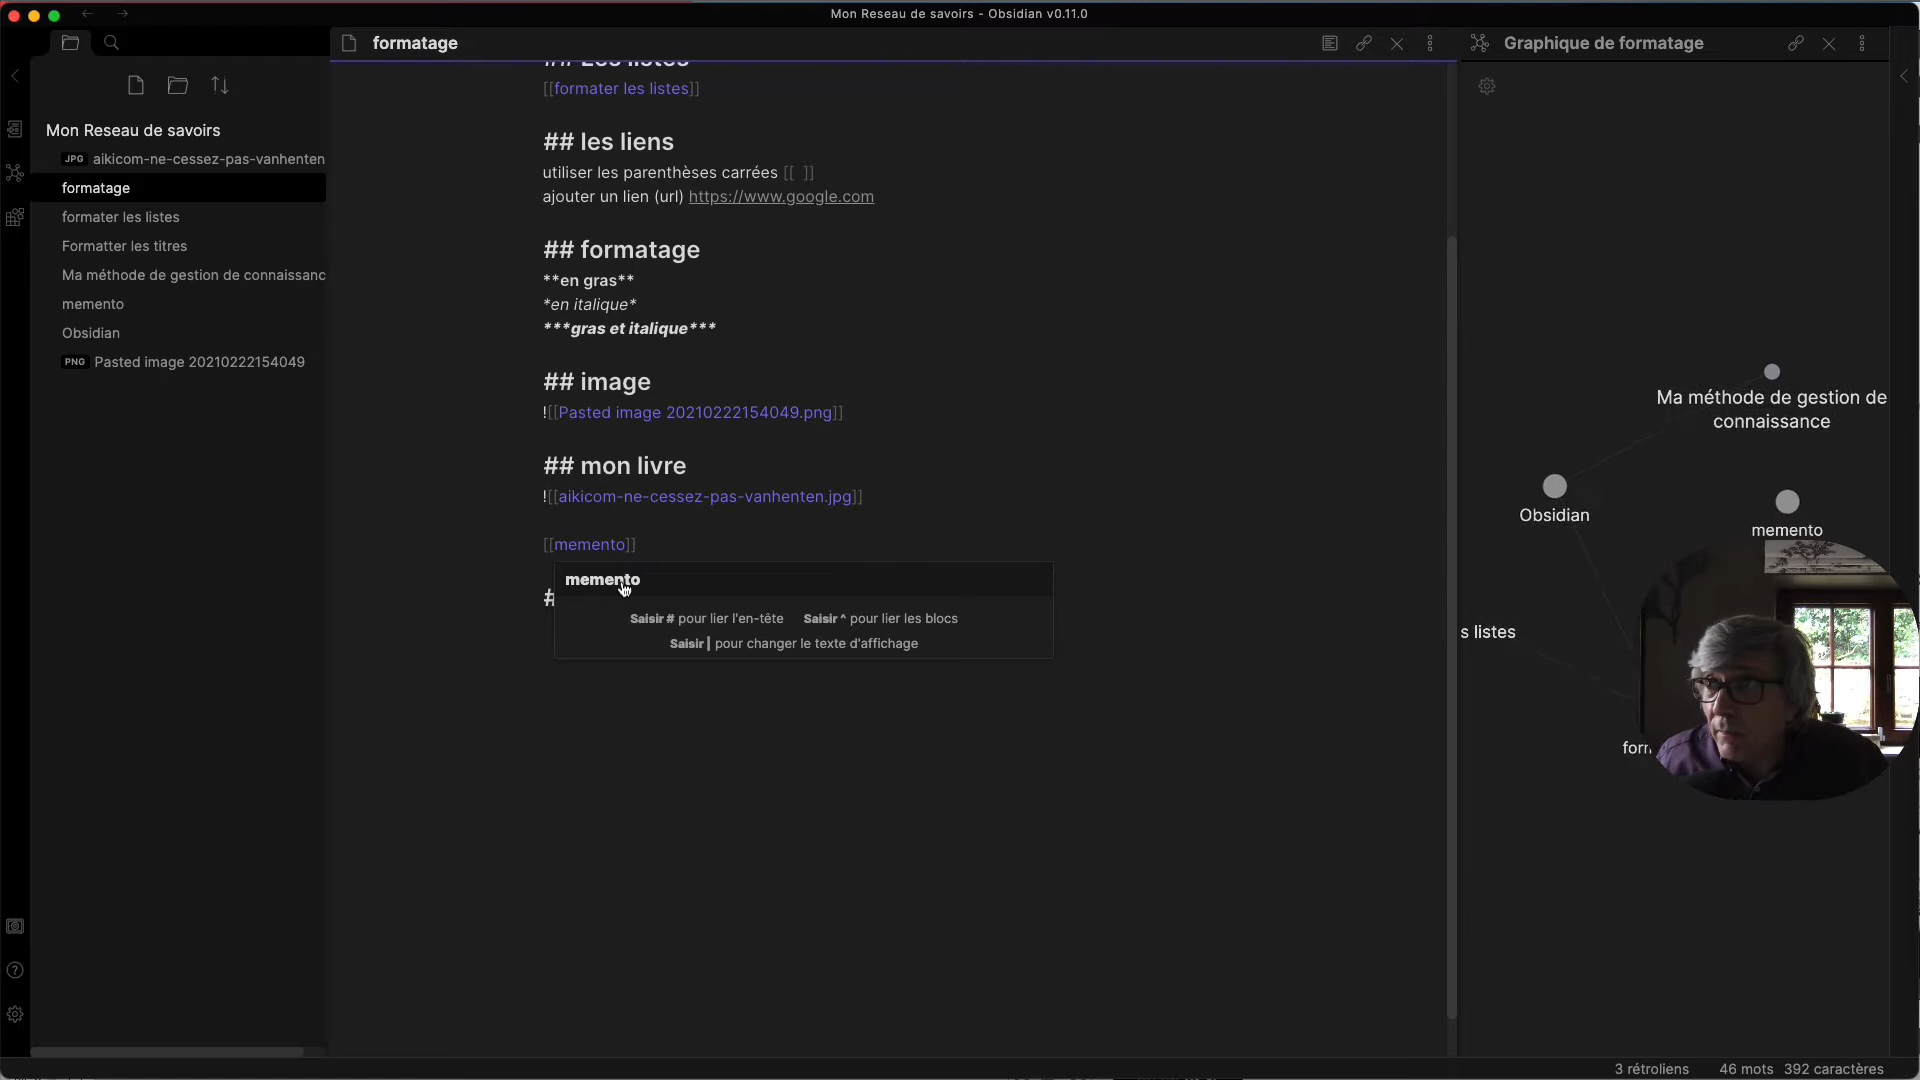 Mon Reseau de savoirs - Obsidian v0.11.0
formatage
Graphique de formatage
Mon Reseau de savoirs
JPG aikicom-ne-cessez-pas-vanhenten
formatage
formater les listes
Formatter les titres
Ma méthode de gestion de connaissanc
memento
Obsidian
PNG Pasted image 20210222154049
## Les listes
[[formater les listes]]
## les liens
utiliser les parenthèses carrées [[ ]]
ajouter un lien (url) https://www.google.com
## formatage
**en gras**
*en italique*
***gras et italique***
## image
![[Pasted image 20210222154049.png]]
## mon livre
![[aikicom-ne-cessez-pas-vanhenten.jpg]]
[[memento]]
memento
#
Saisir # pour lier l'en-tête Saisir ^ pour lier les blocs
Saisir | pour changer le texte d'affichage
Ma méthode de gestion de
connaissance
Obsidian
memento
s listes
form
3 rétroliens 46 mots 392 caractères